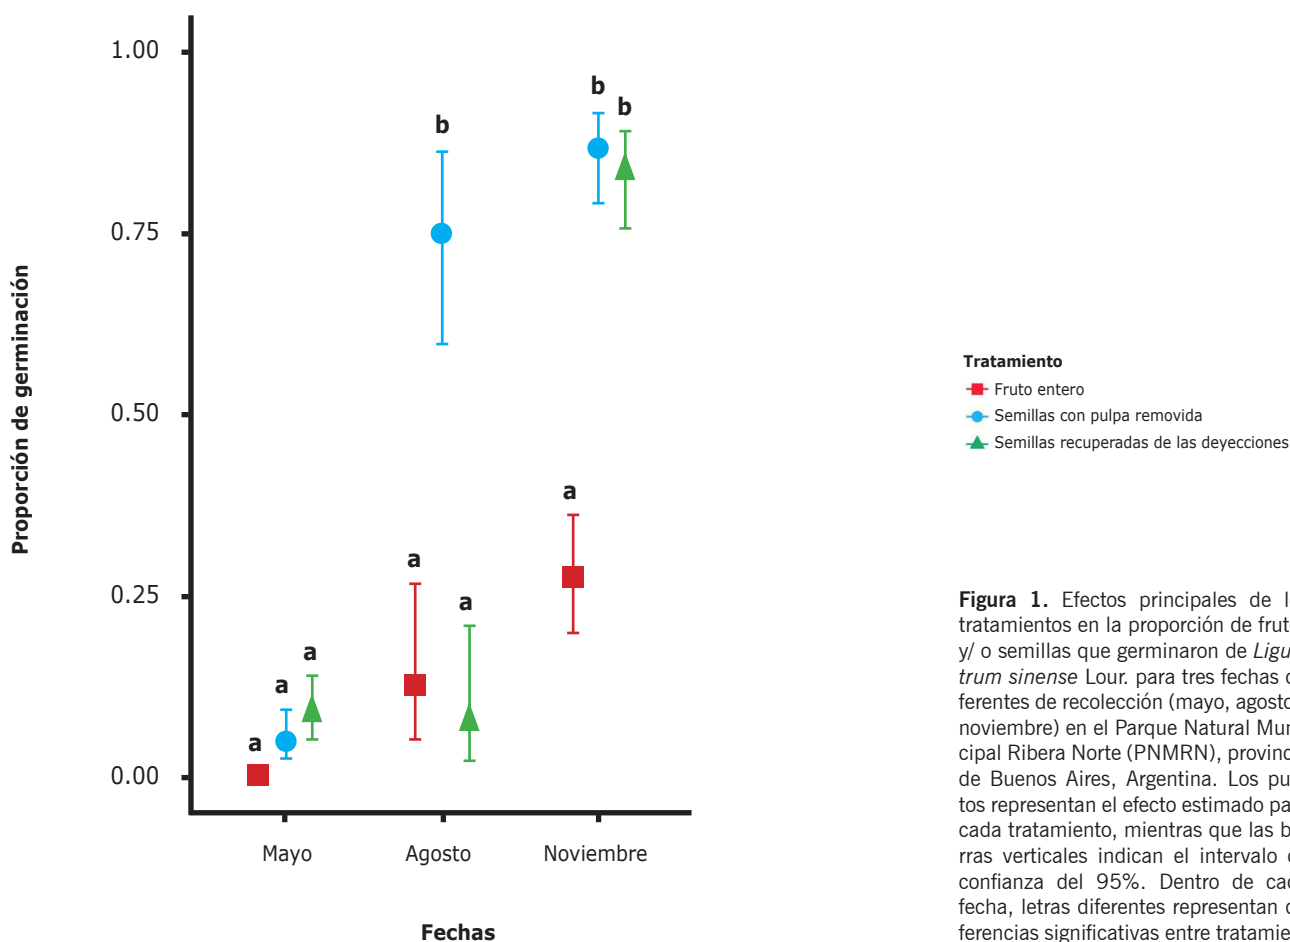 1.00
0.75
0.50
0.25
0.00
Proporción de germinación
b
b
b
a
a
a
a
a
a
Mayo
Agosto
Noviembre
Fechas
Tratamiento
Fruto entero
Semillas con pulpa removida
Semillas recuperadas de las deyecciones
Figura 1. Efectos principales de l
tratamientos en la proporción de frut
y/ o semillas que germinaron de Ligu
trum sinense Lour. para tres fechas
ferentes de recolección (mayo, agosto
noviembre) en el Parque Natural Mun
cipal Ribera Norte (PNMRN), provinc
de Buenos Aires, Argentina. Los pu
tos representan el efecto estimado pa
cada tratamiento, mientras que las b
rras verticales indican el intervalo
confianza del 95%. Dentro de cad
fecha, letras diferentes representan
ferencias significativas entre tratamie